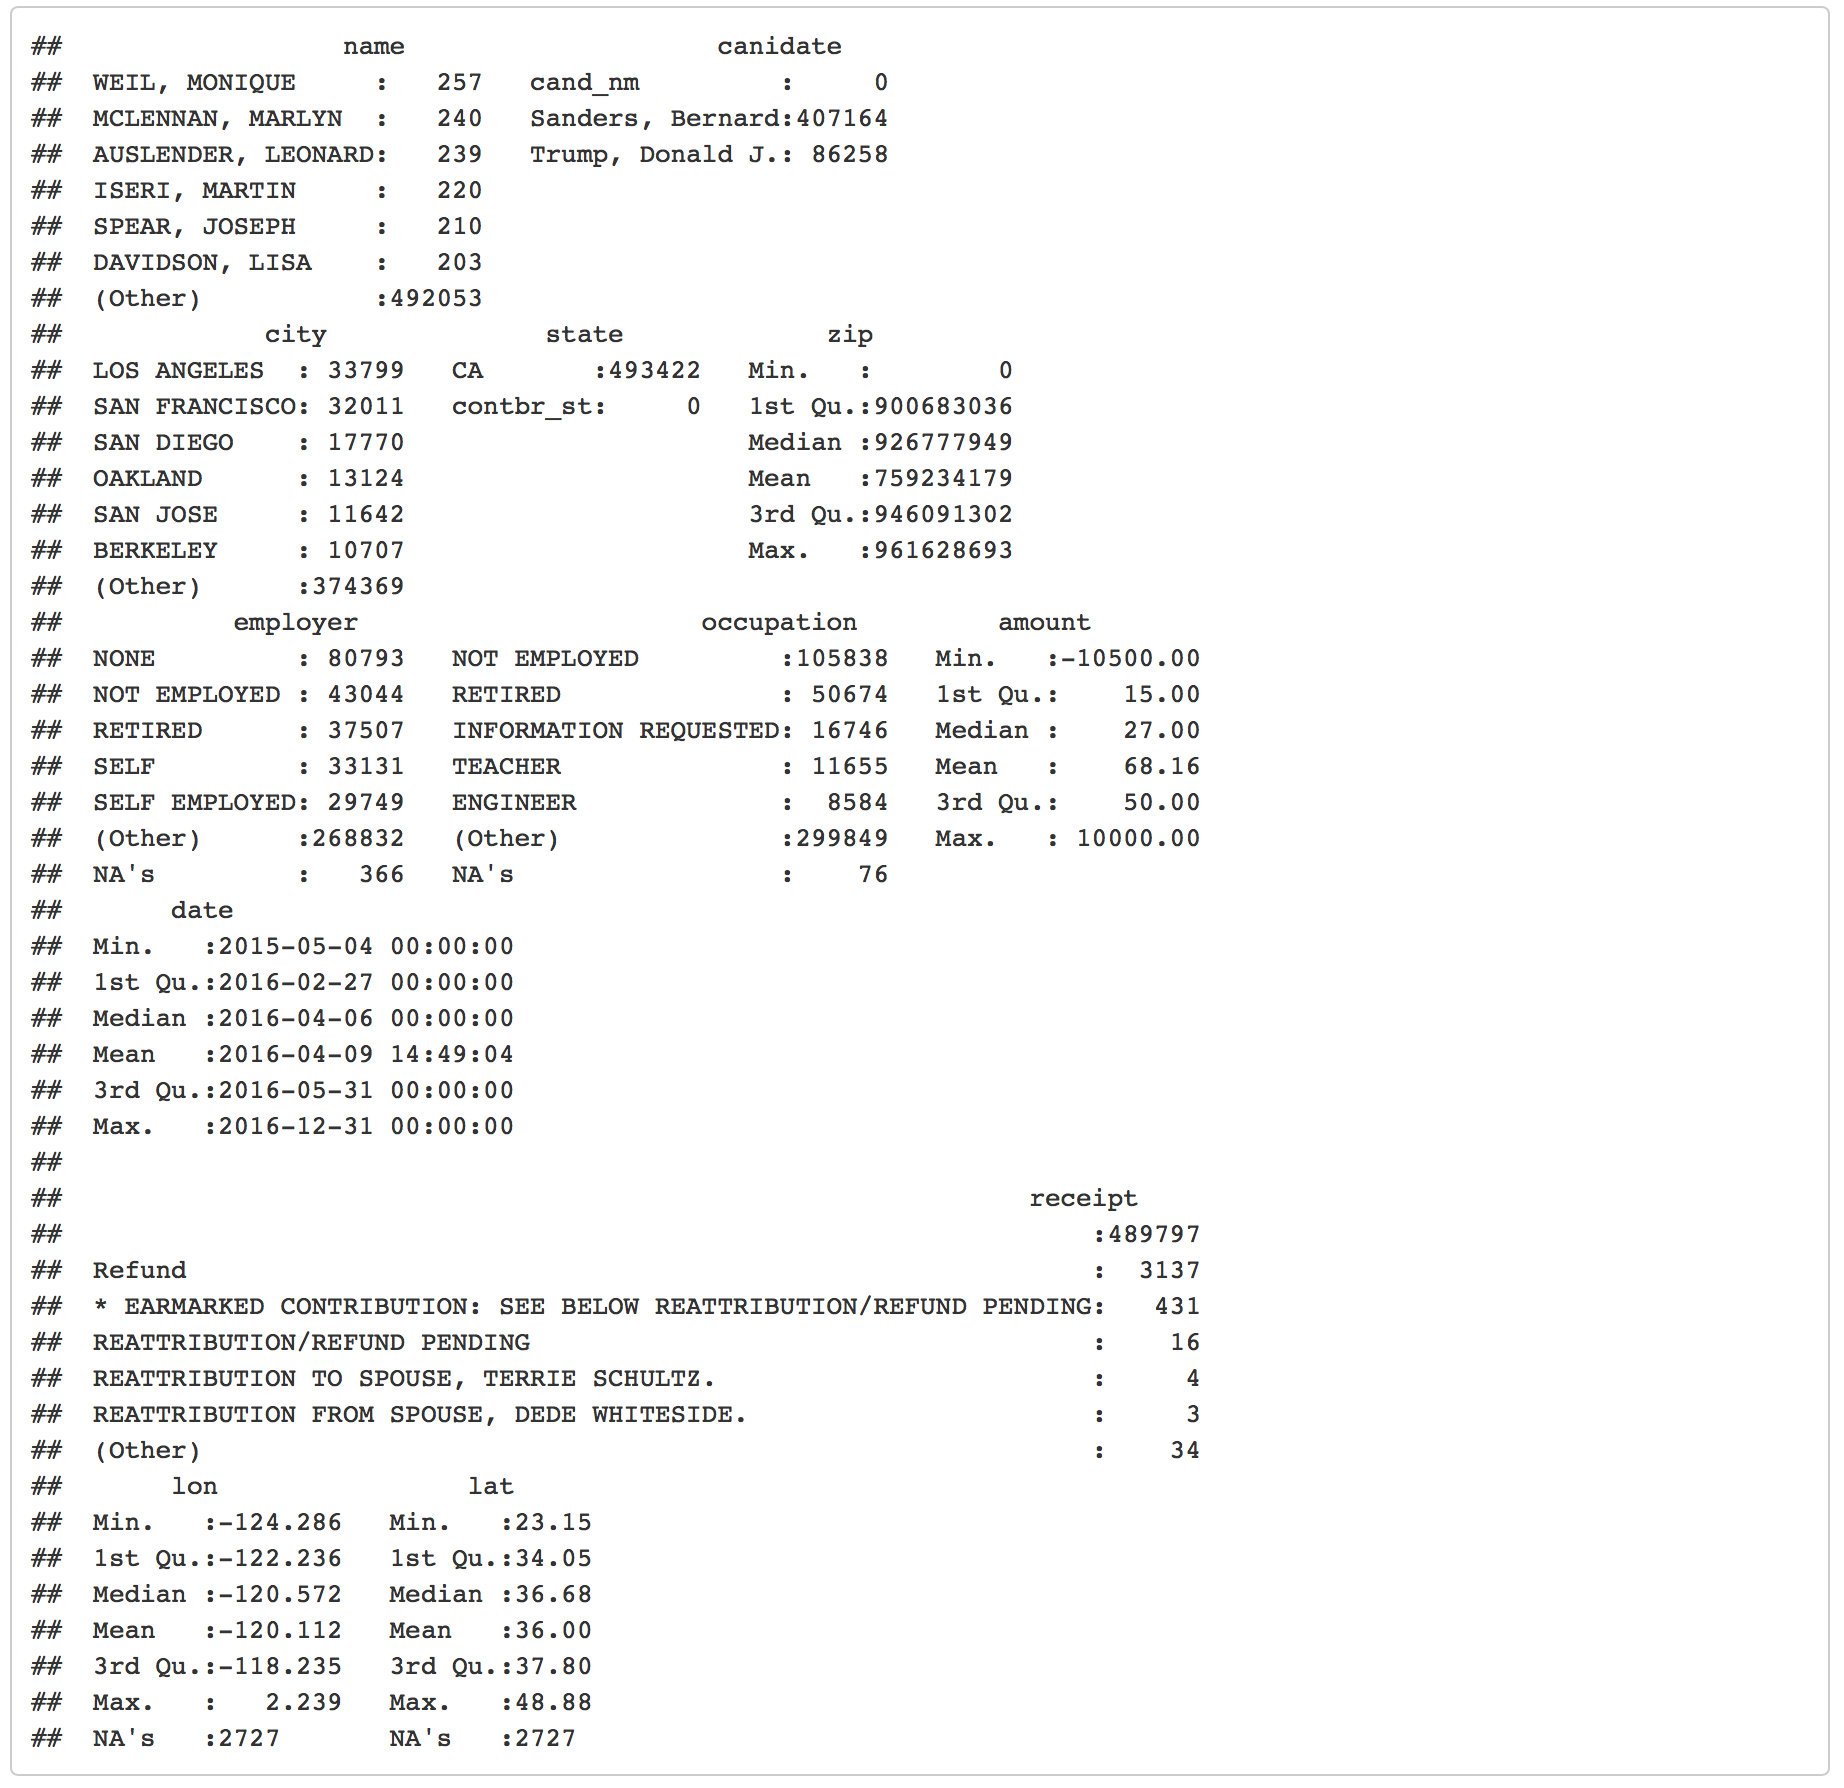 ##                   name                    canidate
##  WEIL, MONIQUE     :   257   cand_nm         :     0
##  MCLENNAN, MARLYN  :   240   Sanders, Bernard:407164
##  AUSLENDER, LEONARD:   239   Trump, Donald J.: 86258
##  ISERI, MARTIN     :   220
##  SPEAR, JOSEPH     :   210
##  DAVIDSON, LISA    :   203
##  (Other)           :492053
##             city              state             zip
##  LOS ANGELES  : 33799   CA       :493422   Min.   :        0
##  SAN FRANCISCO: 32011   contbr_st:     0   1st Qu.:900683036
##  SAN DIEGO    : 17770                      Median :926777949
##  OAKLAND      : 13124                      Mean   :759234179
##  SAN JOSE     : 11642                      3rd Qu.:946091302
##  BERKELEY     : 10707                      Max.   :961628693
##  (Other)      :374369
##           employer                      occupation         amount
##  NONE         : 80793   NOT EMPLOYED         :105838   Min.   :-10500.00
##  NOT EMPLOYED : 43044   RETIRED              : 50674   1st Qu.:    15.00
##  RETIRED      : 37507   INFORMATION REQUESTED: 16746   Median :    27.00
##  SELF         : 33131   TEACHER              : 11655   Mean   :    68.16
##  SELF EMPLOYED: 29749   ENGINEER             :  8584   3rd Qu.:    50.00
##  (Other)      :268832   (Other)              :299849   Max.   : 10000.00
##  NA's         :   366   NA's                 :    76
##       date
##  Min.   :2015-05-04 00:00:00
##  1st Qu.:2016-02-27 00:00:00
##  Median :2016-04-06 00:00:00
##  Mean   :2016-04-09 14:49:04
##  3rd Qu.:2016-05-31 00:00:00
##  Max.   :2016-12-31 00:00:00
##
##                                                              receipt
##                                                                  :489797
##  Refund                                                          :  3137
##  * EARMARKED CONTRIBUTION: SEE BELOW REATTRIBUTION/REFUND PENDING:   431
##  REATTRIBUTION/REFUND PENDING                                    :    16
##  REATTRIBUTION TO SPOUSE, TERRIE SCHULTZ.                        :     4
##  REATTRIBUTION FROM SPOUSE, DEDE WHITESIDE.                      :     3
##  (Other)                                                         :    34
##       lon                lat
##  Min.   :-124.286   Min.   :23.15
##  1st Qu.:-122.236   1st Qu.:34.05
##  Median :-120.572   Median :36.68
##  Mean   :-120.112   Mean   :36.00
##  3rd Qu.:-118.235   3rd Qu.:37.80
##  Max.   :   2.239   Max.   :48.88
##  NA's   :2727       NA's   :2727